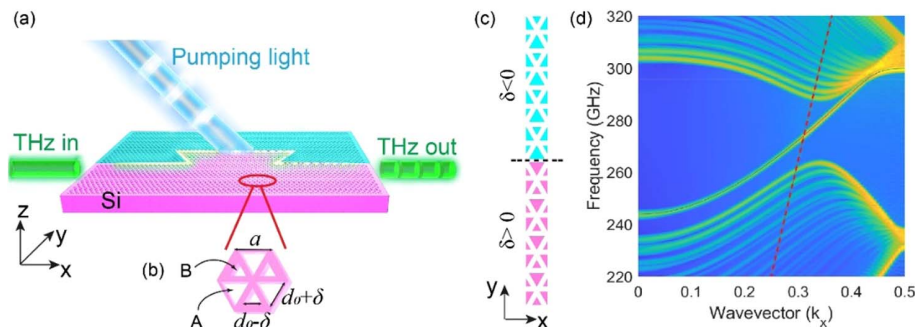 (a)
Pumping light
THz in
THz out
Si
z
y
x
(b)
a
B
A
d₀+δ
d₀-δ
(c)
δ<0
δ>0
y
x
(d)
320
300
280
260
240
220
Frequency (GHz)
0 0.1 0.2 0.3 0.4 0.5
Wavevector (kₓ)